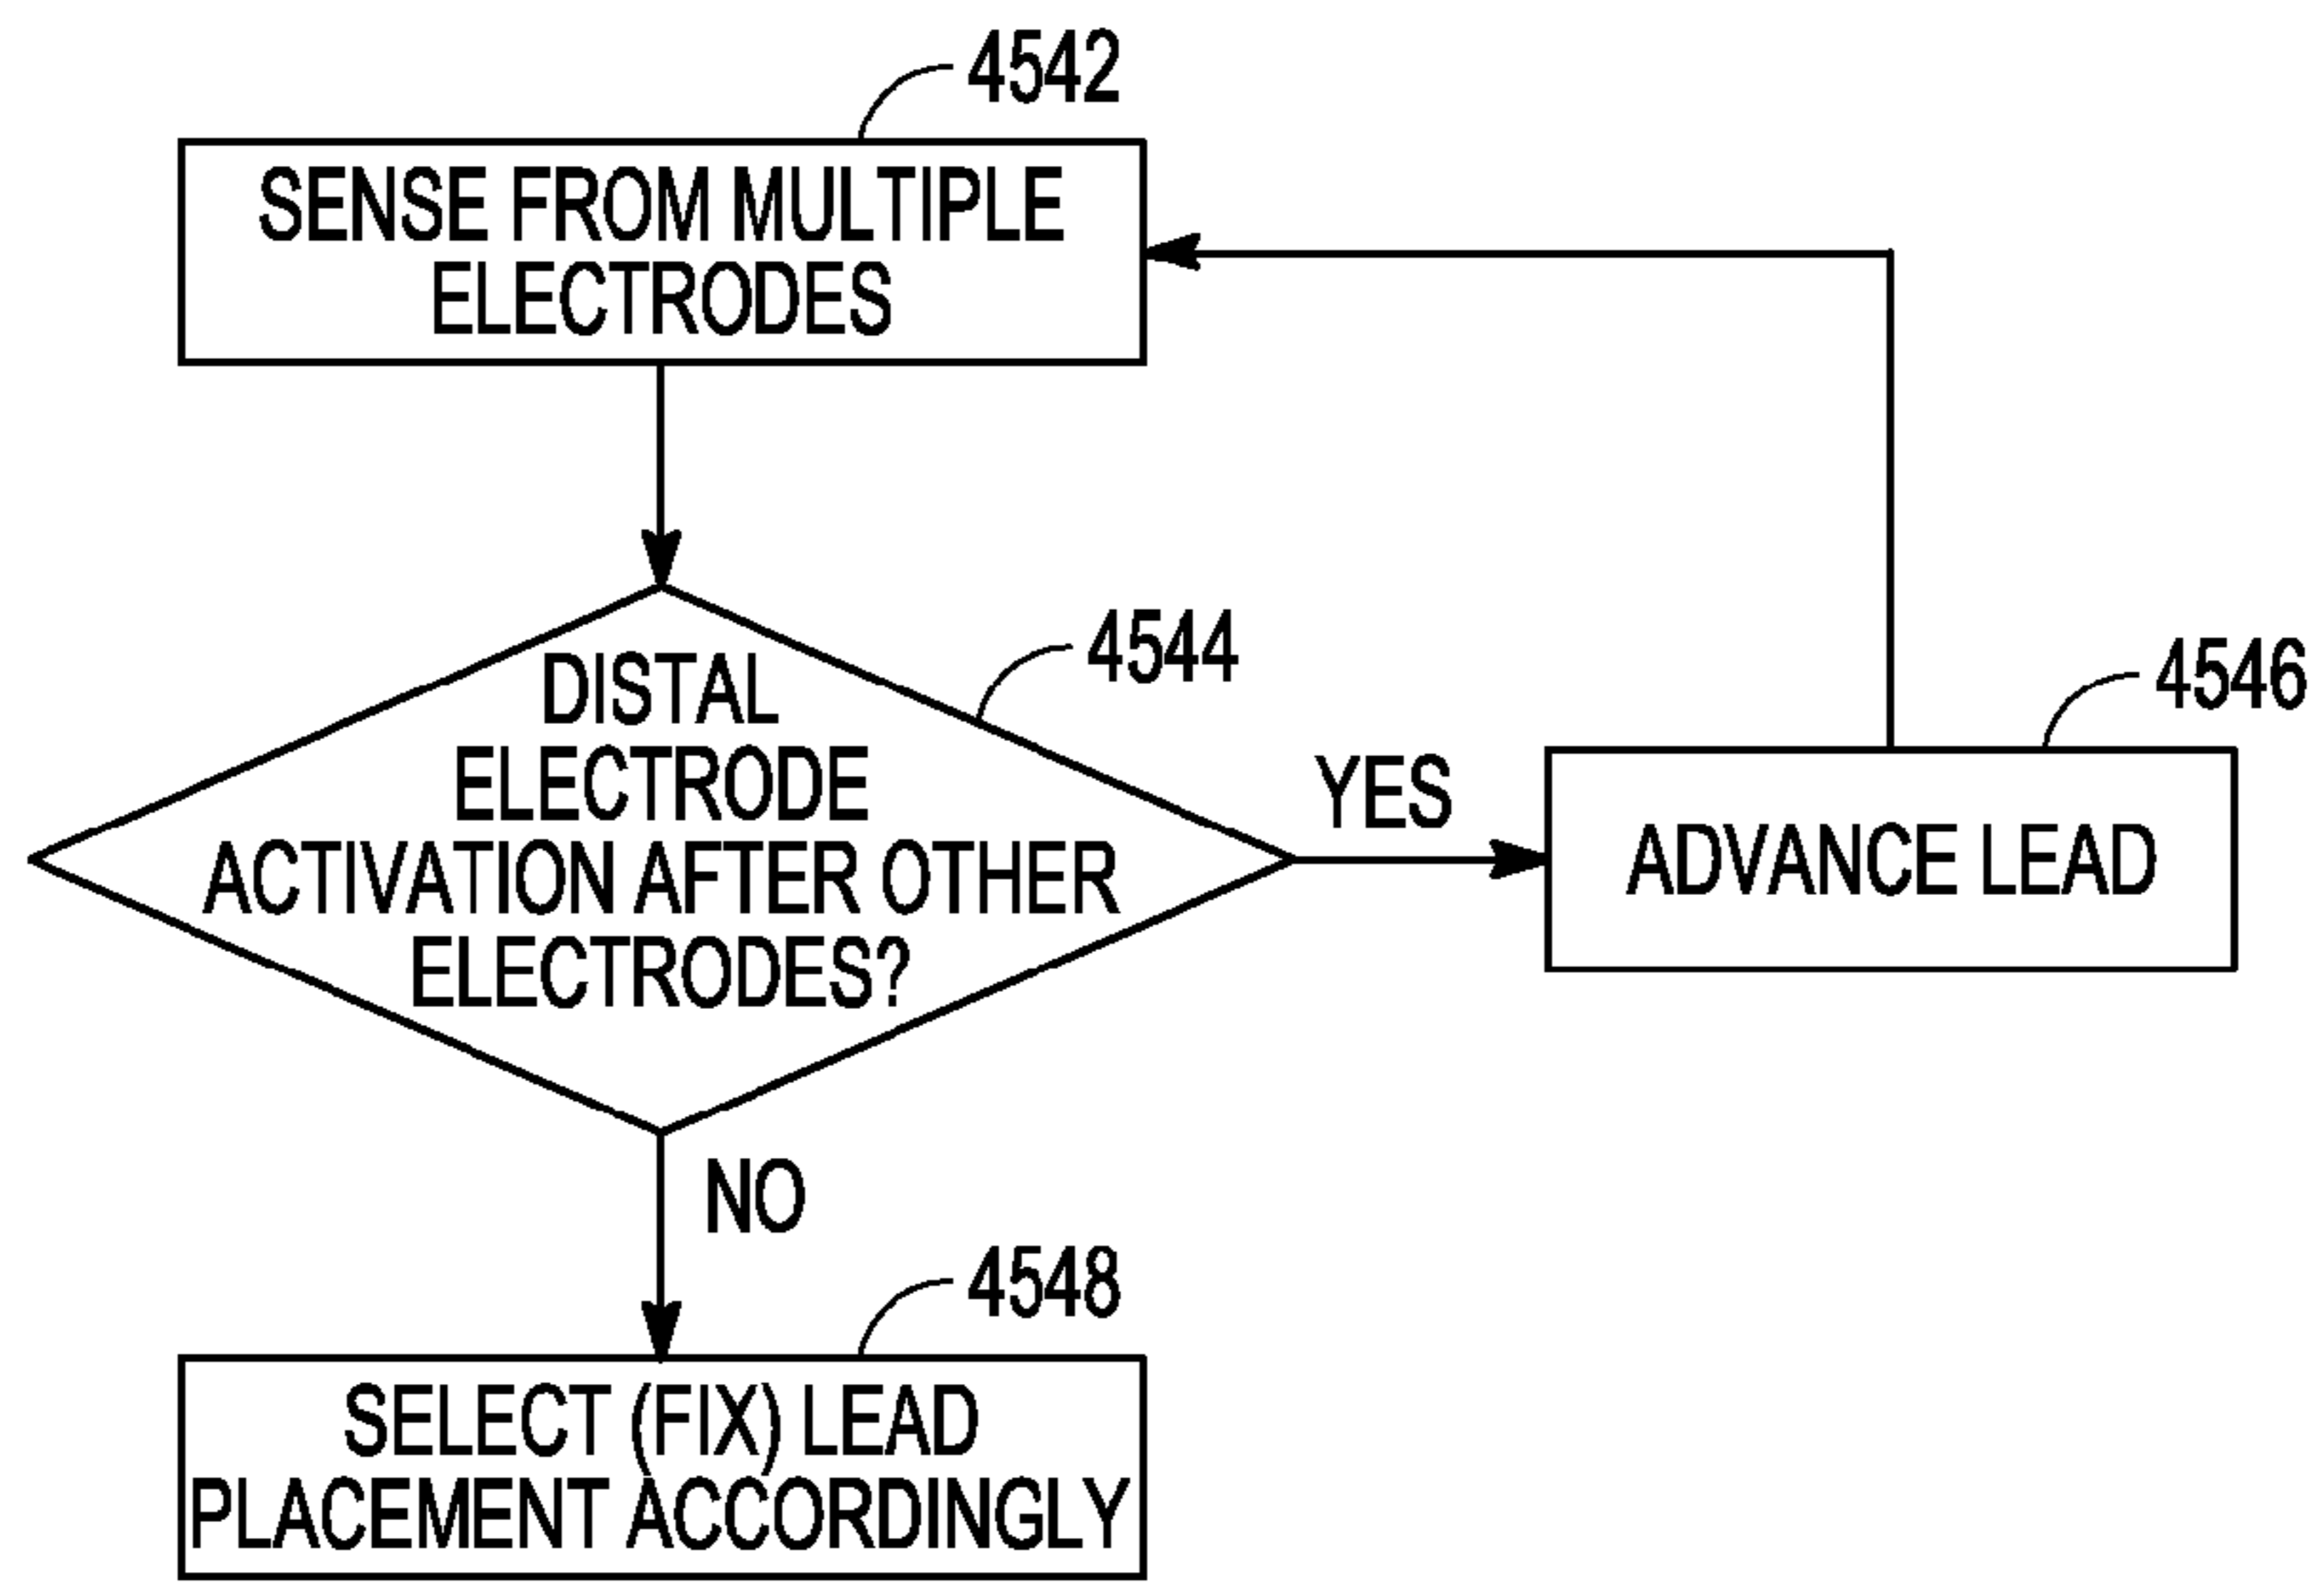 4542
SENSE FROM MULTIPLE
ELECTRODES
4544
DISTAL
ELECTRODE
ACTIVATION AFTER OTHER
ELECTRODES?
YES
4546
ADVANCE LEAD
NO
4548
SELECT (FIX) LEAD
PLACEMENT ACCORDINGLY